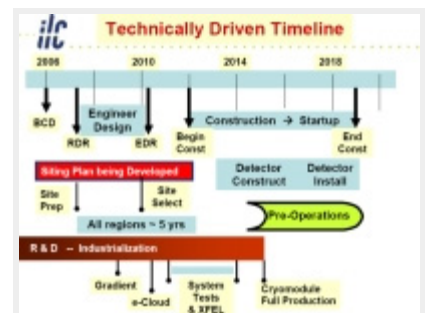 ilc
Technically Driven Timeline
2006 2010 2014 2018
BCD
RDR
Engineer
Design
EDR
Begin
Const
Construction → Startup
End
Const
Siting Plan being Developed
Detector
Construct
Detector
Install
Site
Prep
Site
Select
All regions ~ 5 yrs
Pre-Operations
R & D -- Industrialization
Gradient
e-Cloud
System
Tests
& XFEL
Cryomodule
Full Production